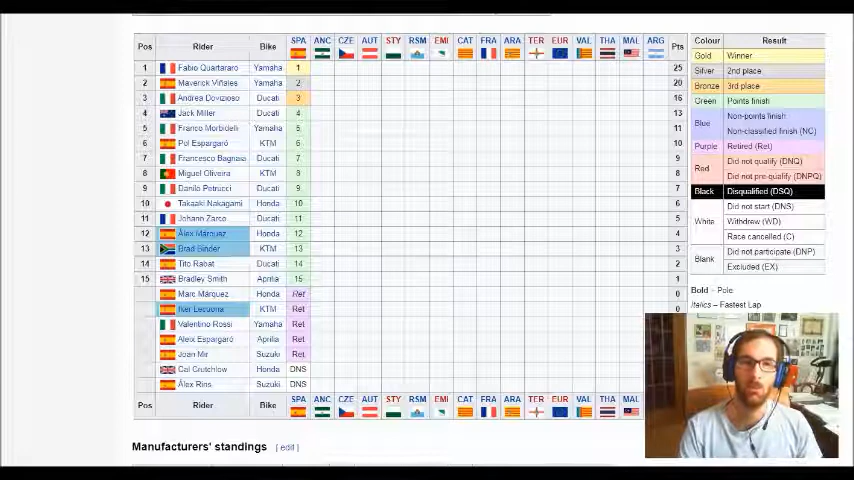 Pos Rider Bike SPA ANC CZE AUT STY RSM EMI CAT FRA ARA TER EUR VAL THA MAL ARG Pts
1 Fabio Quartararo Yamaha 1 25
2 Maverick Viñales Yamaha 2 20
3 Andrea Dovizioso Ducati 3 16
4 Jack Miller Ducati 4 13
5 Franco Morbidelli Yamaha 5 11
6 Pol Espargaró KTM 6 10
7 Francesco Bagnaia Ducati 7 9
8 Miguel Oliveira KTM 8 8
9 Danilo Petrucci Ducati 9 7
10 Takaaki Nakagami Honda 10 6
11 Johann Zarco Ducati 11 5
12 Álex Márquez Honda 12 4
13 Brad Binder KTM 13 3
14 Tito Rabat Ducati 14 2
15 Bradley Smith Aprilia 15 1
Marc Márquez Honda Ret 0
Iker Lecuona KTM Ret 0
Valentino Rossi Yamaha Ret
Aleix Espargaró Aprilia Ret
Joan Mir Suzuki Ret
Cal Crutchlow Honda DNS
Álex Rins Suzuki DNS
Pos Rider Bike SPA ANC CZE AUT STY RSM EMI CAT FRA ARA TER EUR VAL THA MAL
Manufacturers' standings [ edit ]
Colour Result
Gold Winner
Silver 2nd place
Bronze 3rd place
Green Points finish
Blue Non-points finish
Non-classified finish (NC)
Purple Retired (Ret)
Red Did not qualify (DNQ)
Did not pre-qualify (DNPQ)
Black Disqualified (DSQ)
White Did not start (DNS)
Withdrew (WD)
Race cancelled (C)
Blank Did not participate (DNP)
Excluded (EX)
Bold – Pole
Italics – Fastest Lap